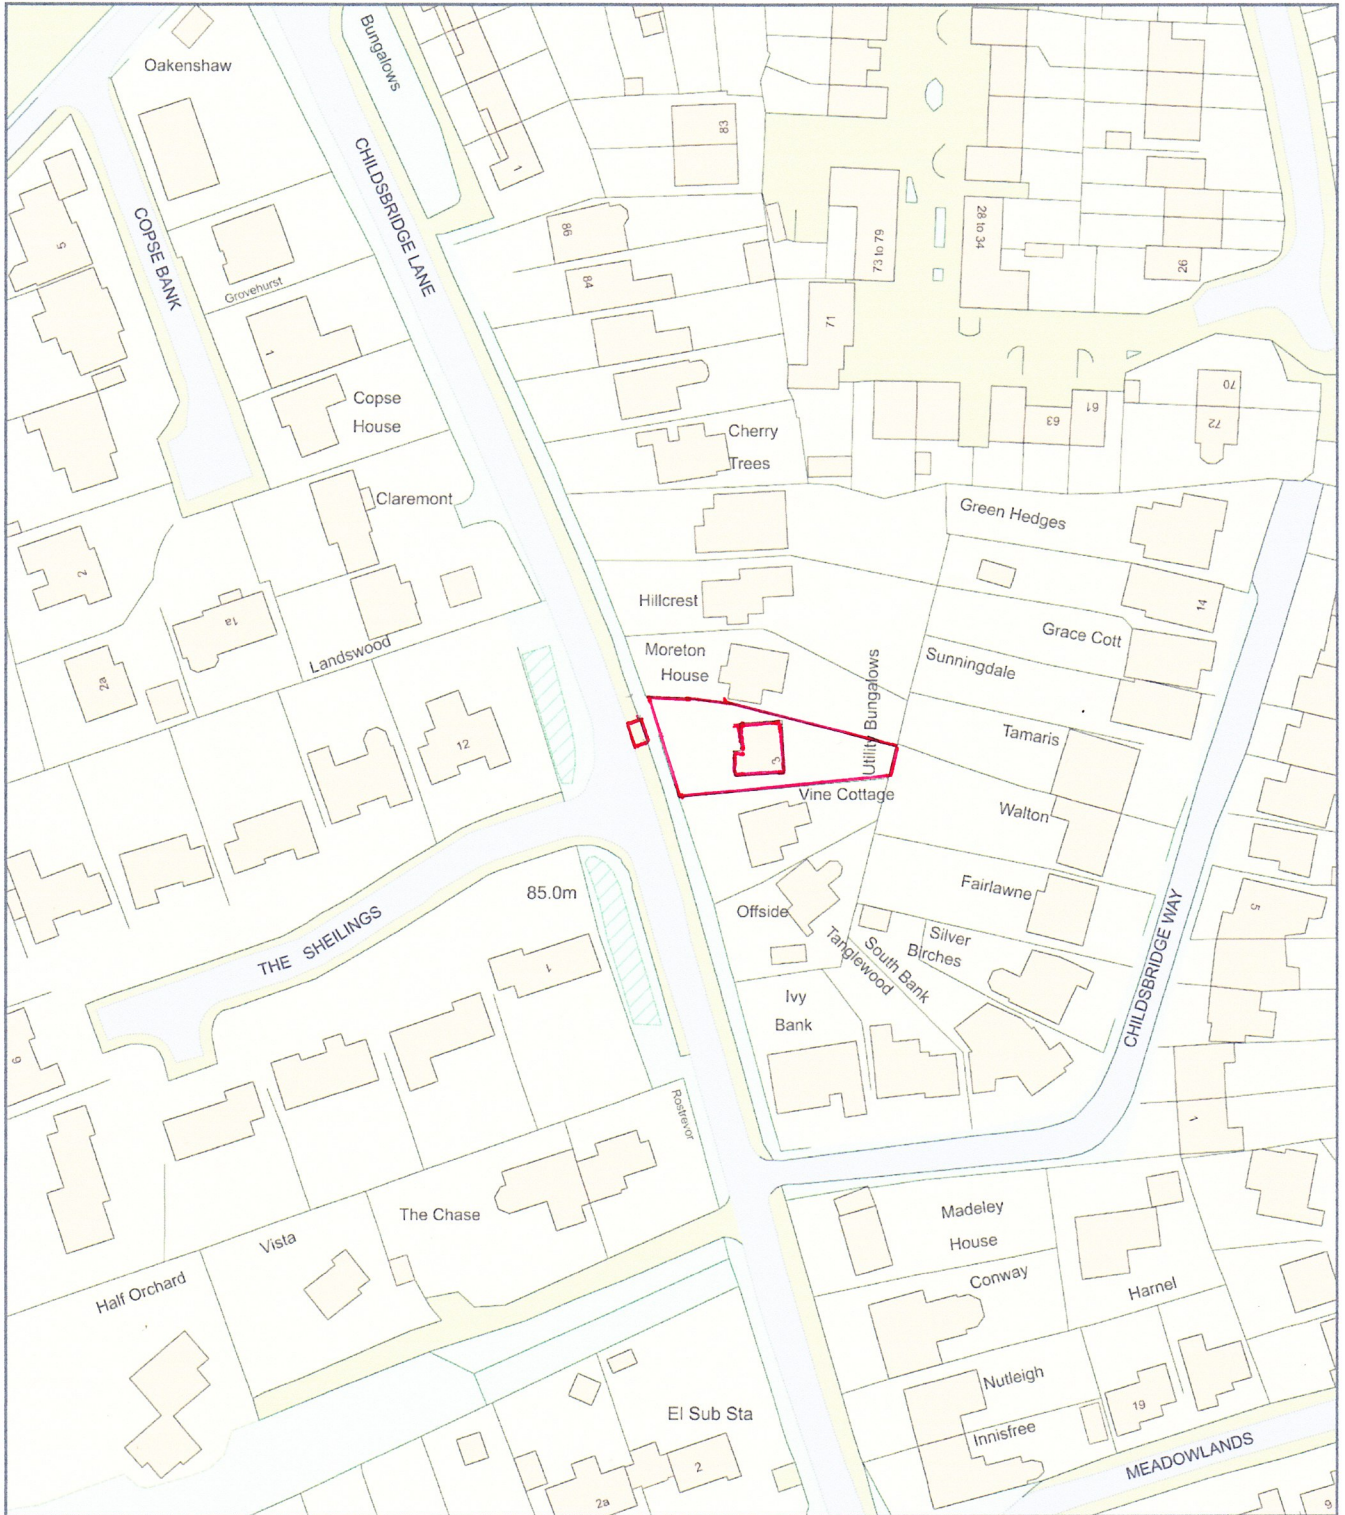 Oakenshaw
Bungalows
CHILDSBRIDGE LANE
COPSE BANK
5
Grovehurst
1
Copse
House
Claremont
1
83
86
84
73 to 79
28 to 34
26
71
61
63
70
72
Cherry
Trees
Green Hedges
14
Grace Cott
Sunningdale
Tamaris
Walton
Fairlawne
Silver
Birches
South Bank
Tanglewood
Hillcrest
Moreton
House
Utility Bungalows
3
Vine Cottage
Offside
Ivy
Bank
2
1a
2a
Landswood
12
85.0m
THE SHEILINGS
1
6
Rostrevor
CHILDSBRIDGE WAY
5
1
The Chase
Vista
Half Orchard
Madeley
House
Conway
Harnel
Nutleigh
Innisfree
19
MEADOWLANDS
9
El Sub Sta
2
2a